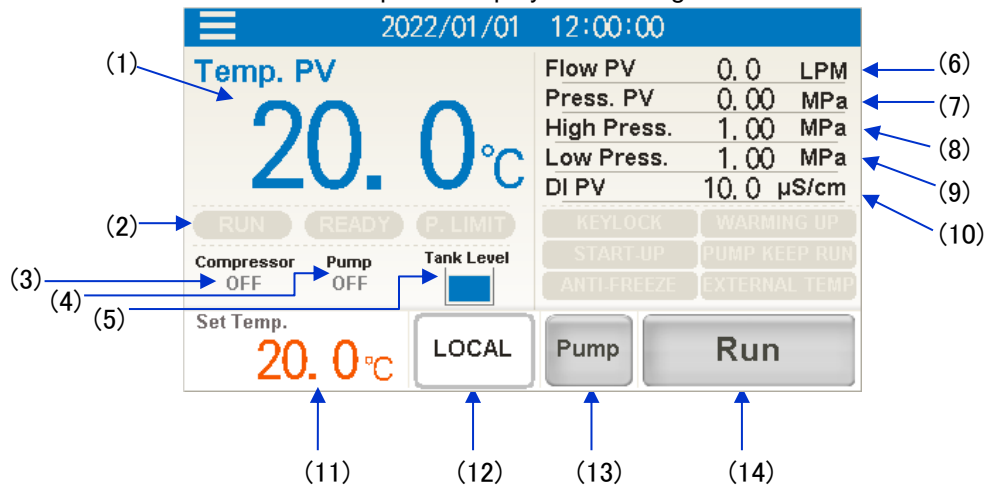 2022/01/01 12:00:00
(1)
Temp. PV
20.0℃
Flow PV 0.0 LPM
(6)
Press. PV 0.00 MPa
(7)
High Press. 1.00 MPa
(8)
Low Press. 1.00 MPa
(9)
DI PV 10.0 µS/cm
(10)
(2)
RUN READY P. LIMIT
KEYLOCK WARMING UP
START-UP PUMP KEEP RUN
ANTI-FREEZE EXTERNAL TEMP
(3)
Compressor
OFF
(4)
Pump
OFF
(5)
Tank Level
Set Temp.
20.0℃
LOCAL
Pump
Run
(11) (12) (13) (14)